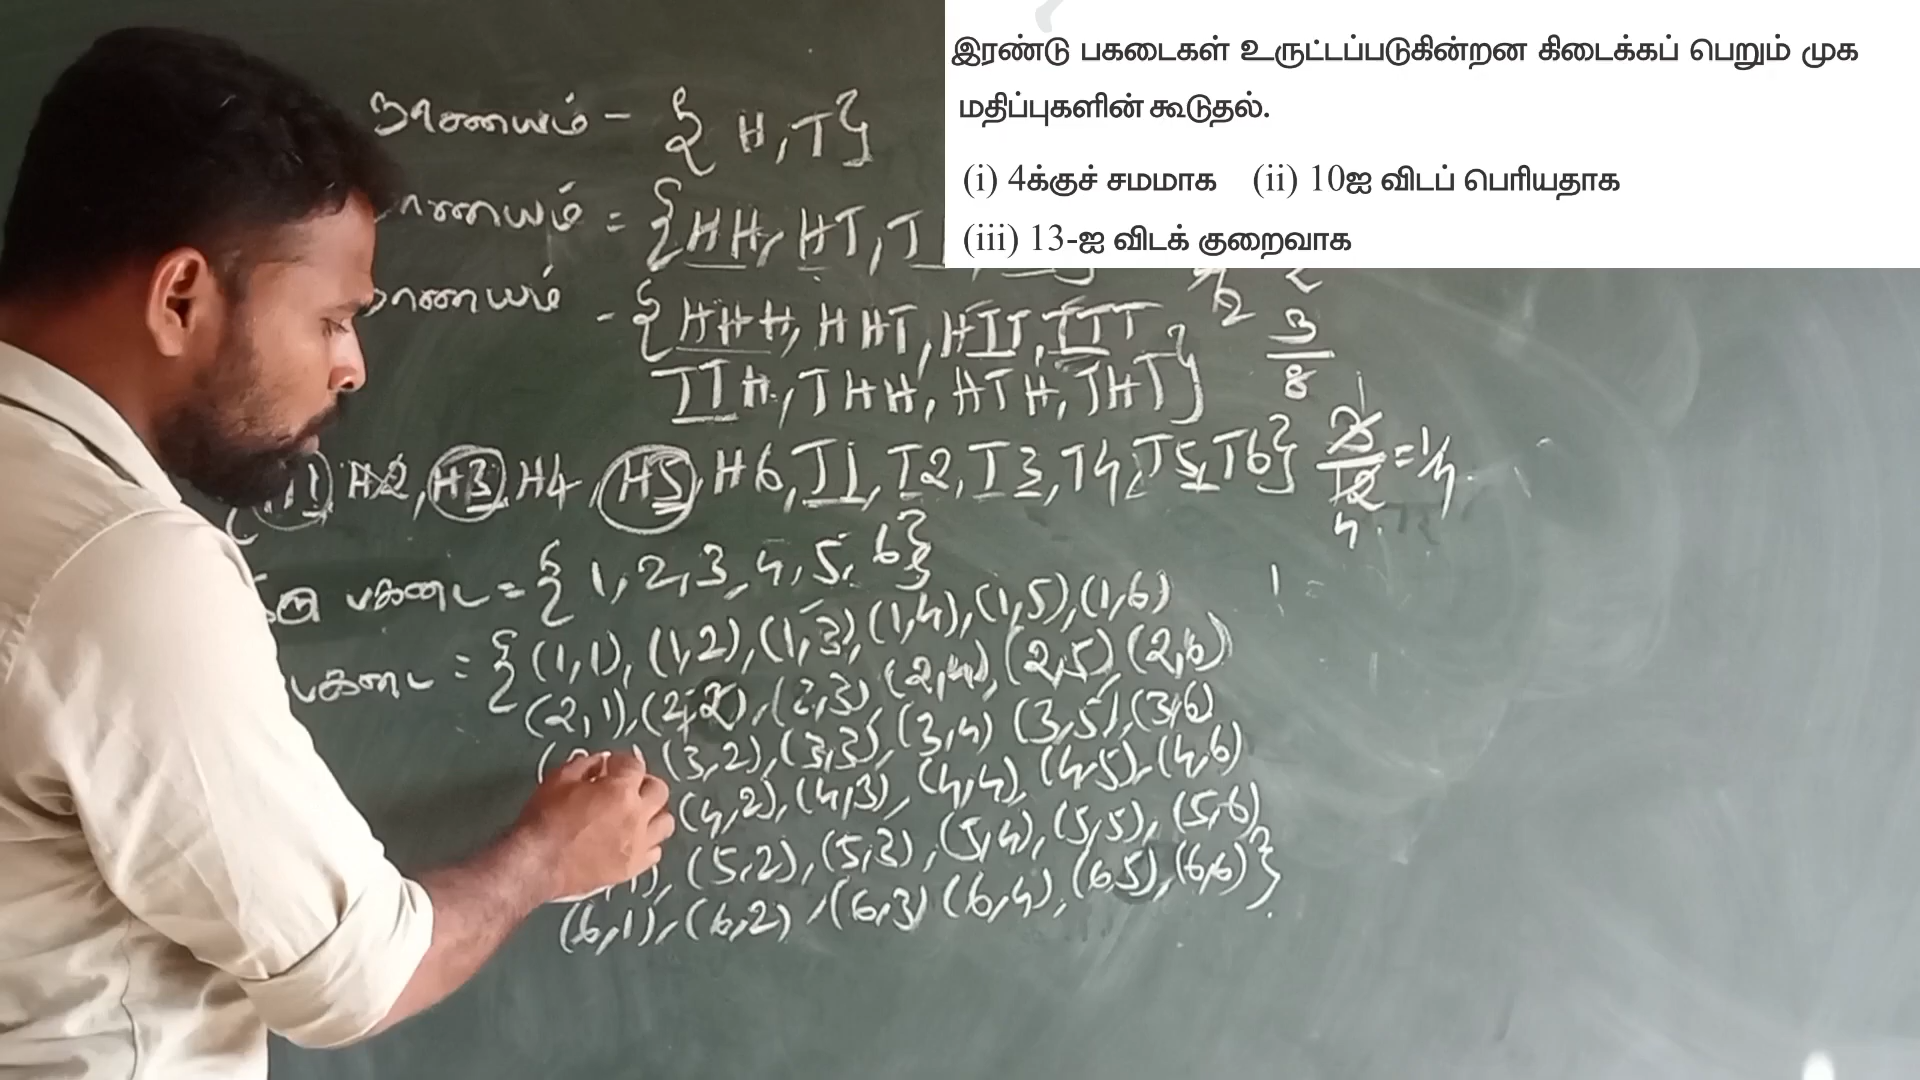 இரண்டு பகடைகள் உருட்டப்படுகின்றன கிடைக்கப் பெறும் முக
மதிப்புகளின் கூடுதல்.
(i) 4க்குச் சமமாக (ii) 10ஐ விடப் பெரியதாக
(iii) 13-ஐ விடக் குறைவாக
நாணயம் - { H, T }
நாணயம் = { HH, HT, T
நாணயம் - { HHH, HHT, HTT, TTT
TTH, THH, HTH, THT }
3/8
H2, H3, H4, H5, H6, T1, T2, T3, T4, T5, T6 } 3/12 = 1/4
பகடை = { 1, 2, 3, 4, 5, 6 }
பகடை = { (1,1), (1,2), (1,3), (1,4), (1,5), (1,6)
(2,1), (2,2), (2,3), (2,4), (2,5), (2,6)
(3,2), (3,3), (3,4) (3,5), (3,6)
(4,2), (4,3), (4,4), (4,5), (4,6)
(5,2), (5,3), (5,4), (5,5), (5,6)
(6,1), (6,2), (6,3) (6,4), (6,5), (6,6) }